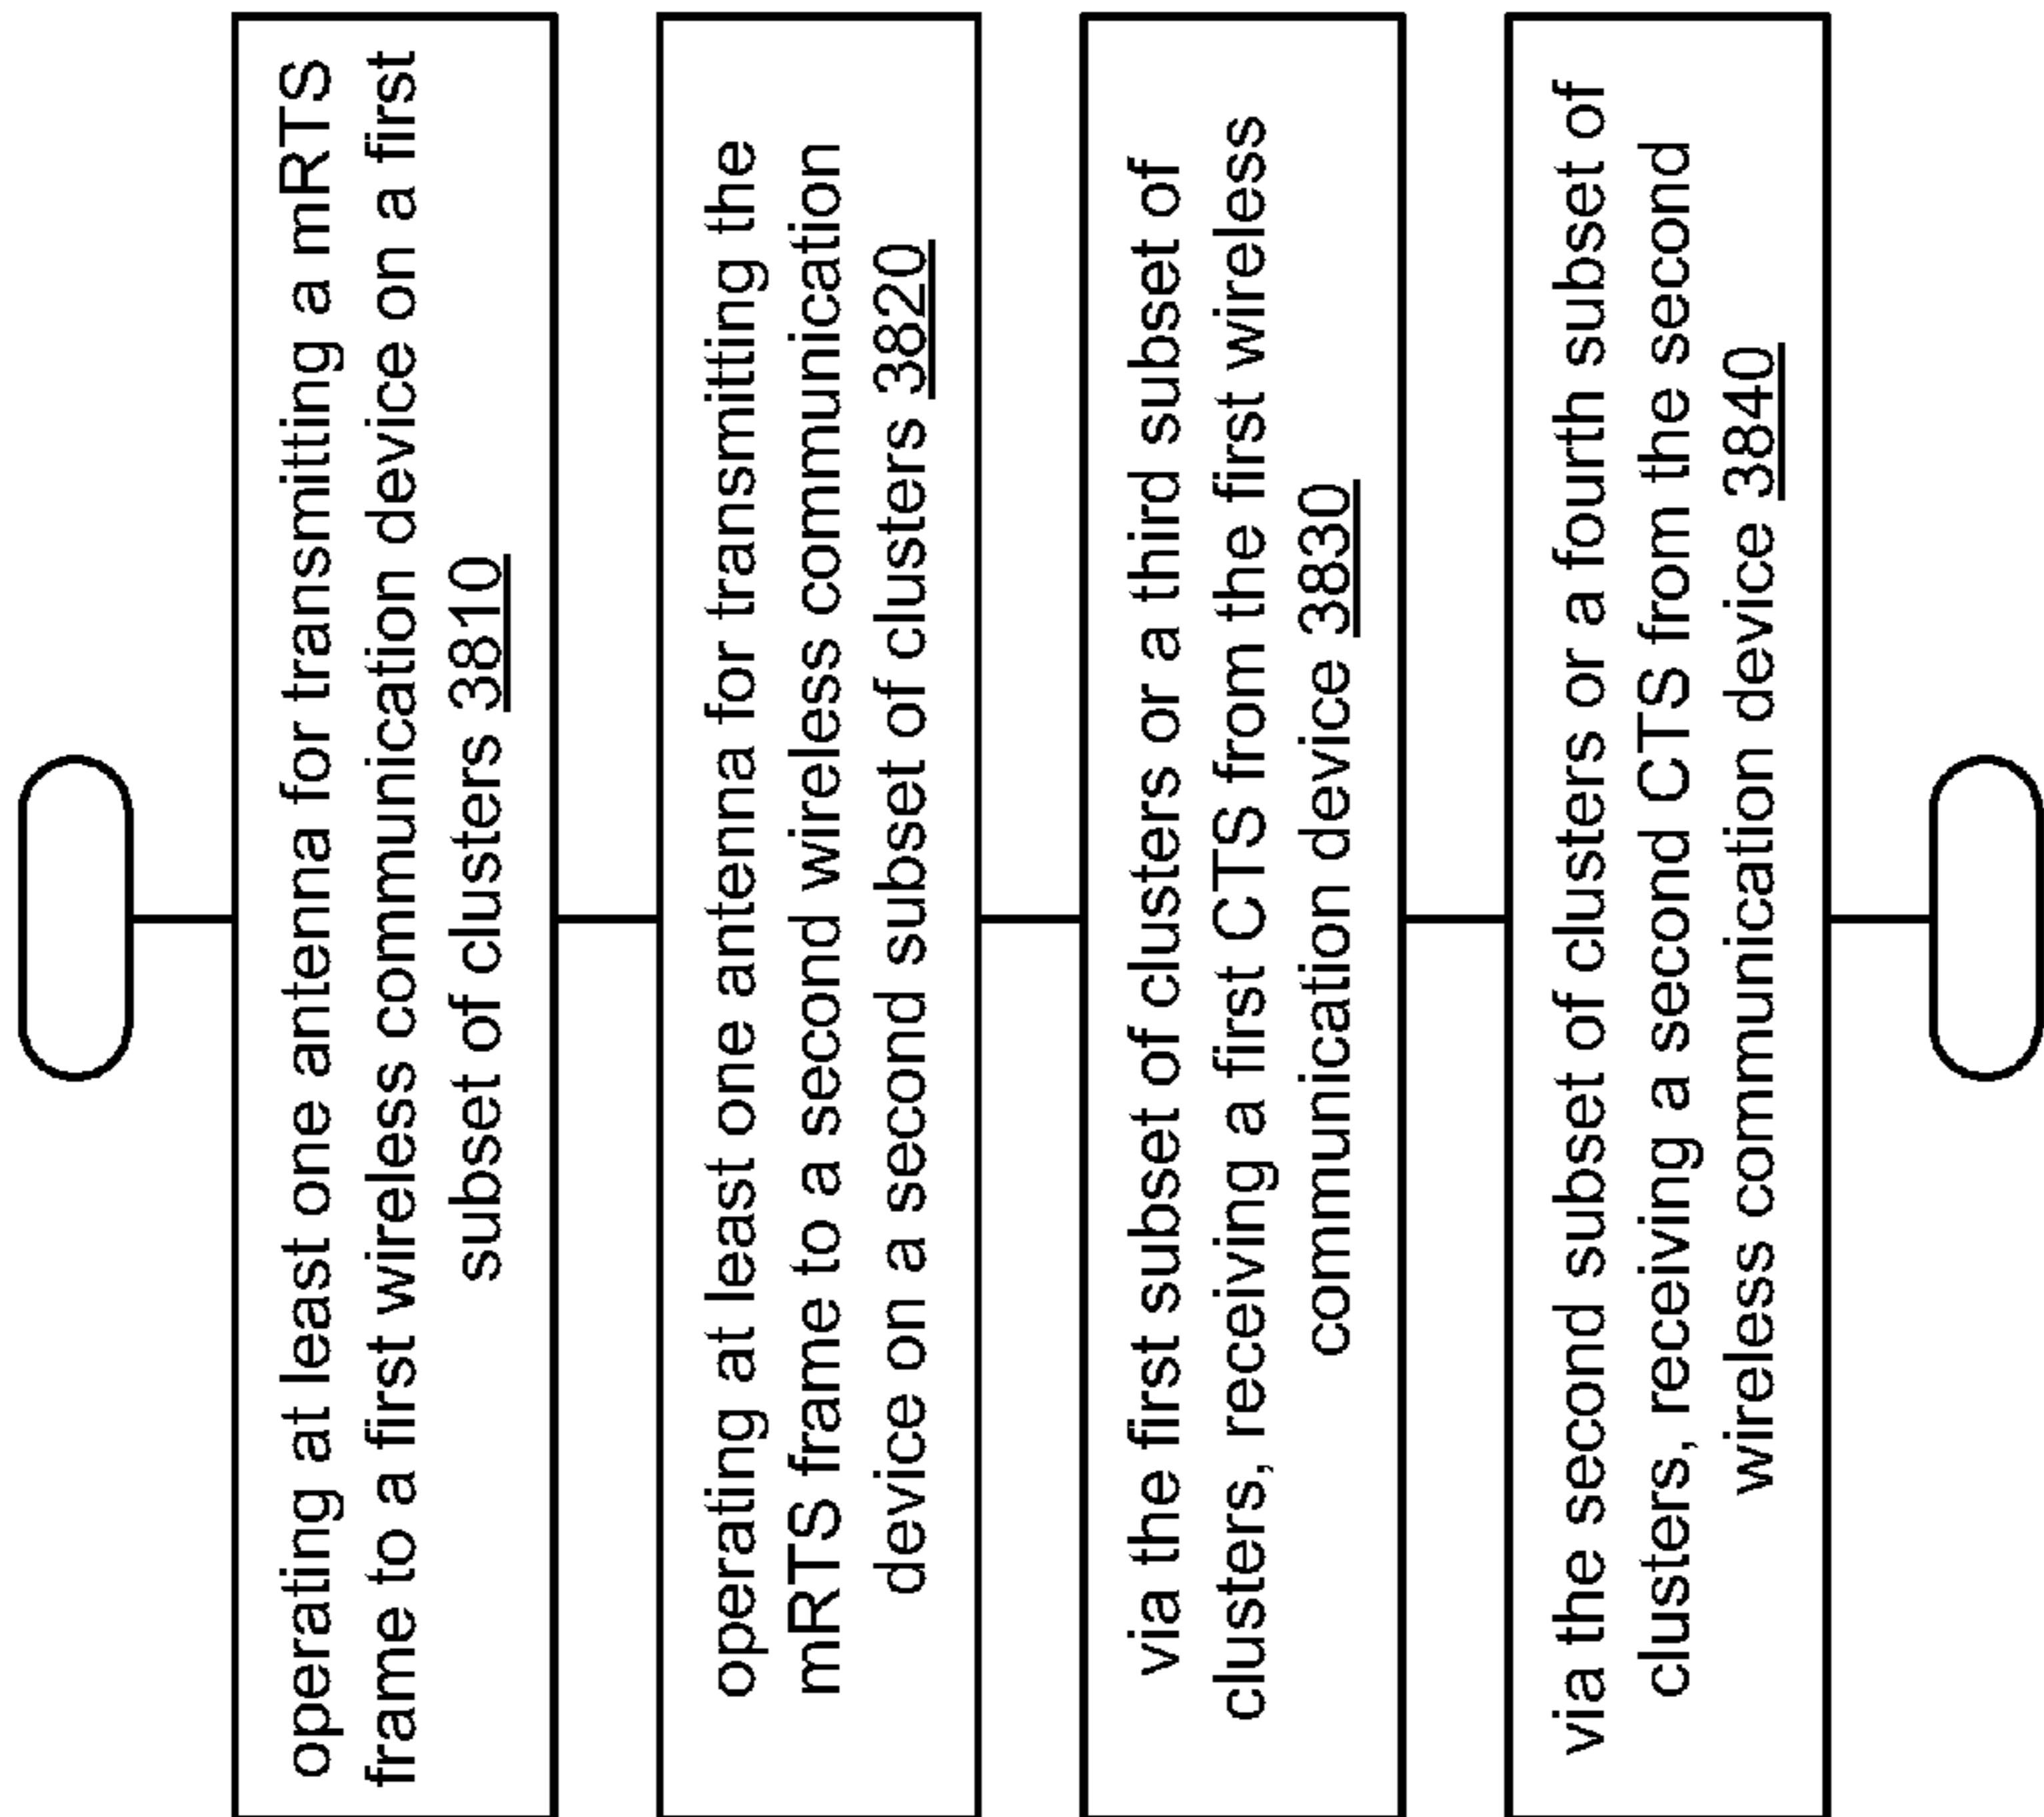 operating at least one antenna for transmitting a mRTS
frame to a first wireless communication device on a first
subset of clusters 3810
operating at least one antenna for transmitting the
mRTS frame to a second wireless communication
device on a second subset of clusters 3820
via the first subset of clusters or a third subset of
clusters, receiving a first CTS from the first wireless
communication device 3830
via the second subset of clusters or a fourth subset of
clusters, receiving a second CTS from the second
wireless communication device 3840